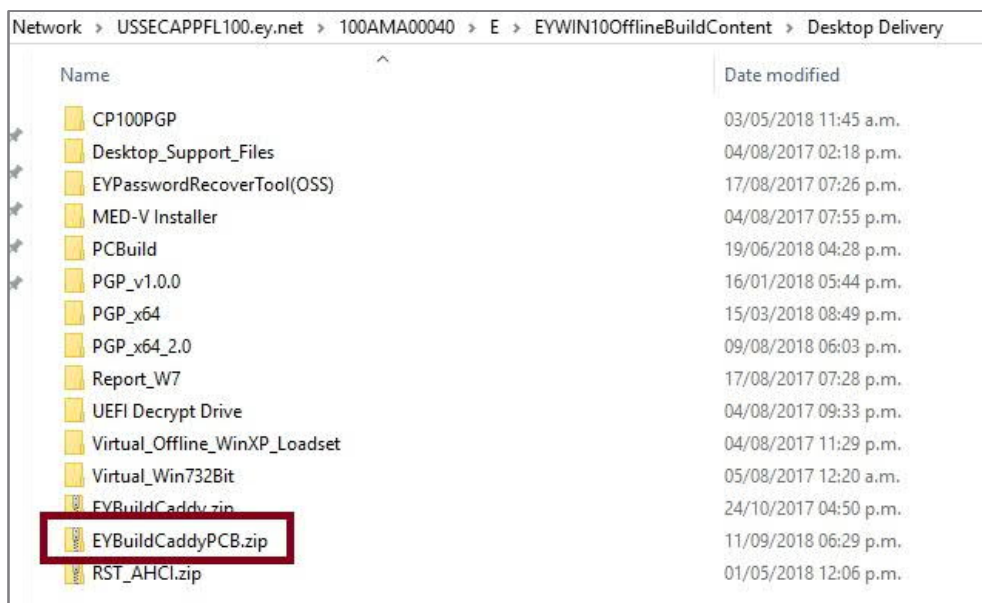 Network > USSECAPPFL100.ey.net > 100AMA00040 > E > EYWIN10OfflineBuildContent > Desktop Delivery
Name Date modified
CP100PGP 03/05/2018 11:45 a.m.
Desktop_Support_Files 04/08/2017 02:18 p.m.
EYPasswordRecoverTool(OSS) 17/08/2017 07:26 p.m.
MED-V Installer 04/08/2017 07:55 p.m.
PCBuild 19/06/2018 04:28 p.m.
PGP_v1.0.0 16/01/2018 05:44 p.m.
PGP_x64 15/03/2018 08:49 p.m.
PGP_x64_2.0 09/08/2018 06:03 p.m.
Report_W7 17/08/2017 07:28 p.m.
UEFI Decrypt Drive 04/08/2017 09:33 p.m.
Virtual_Offline_WinXP_Loadset 04/08/2017 11:29 p.m.
Virtual_Win732Bit 05/08/2017 12:20 a.m.
EYBuildCaddy.zip 24/10/2017 04:50 p.m.
EYBuildCaddyPCB.zip 11/09/2018 06:29 p.m.
RST_AHCI.zip 01/05/2018 12:06 p.m.